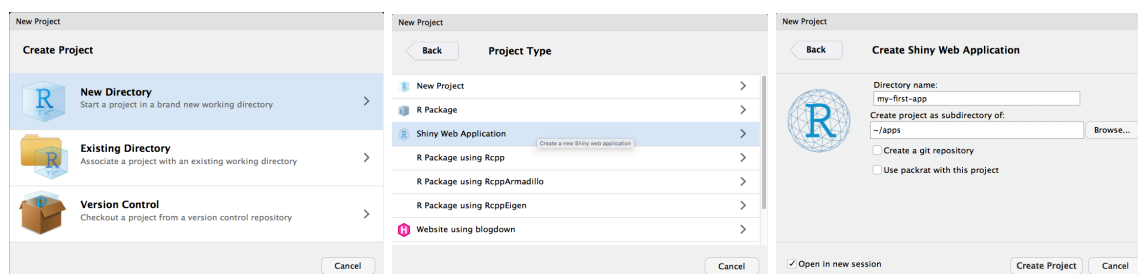 New Project
Create Project
New Directory
Start a project in a brand new working directory
Existing Directory
Associate a project with an existing working directory
Version Control
Checkout a project from a version control repository
Cancel
New Project
Back
Project Type
New Project
R Package
Shiny Web Application
Create a new Shiny web application
R Package using Rcpp
R Package using RcppArmadillo
R Package using RcppEigen
Website using blogdown
Cancel
New Project
Back
Create Shiny Web Application
Directory name:
my-first-app
Create project as subdirectory of:
~/apps
Browse...
Create a git repository
Use packrat with this project
Open in new session
Create Project
Cancel